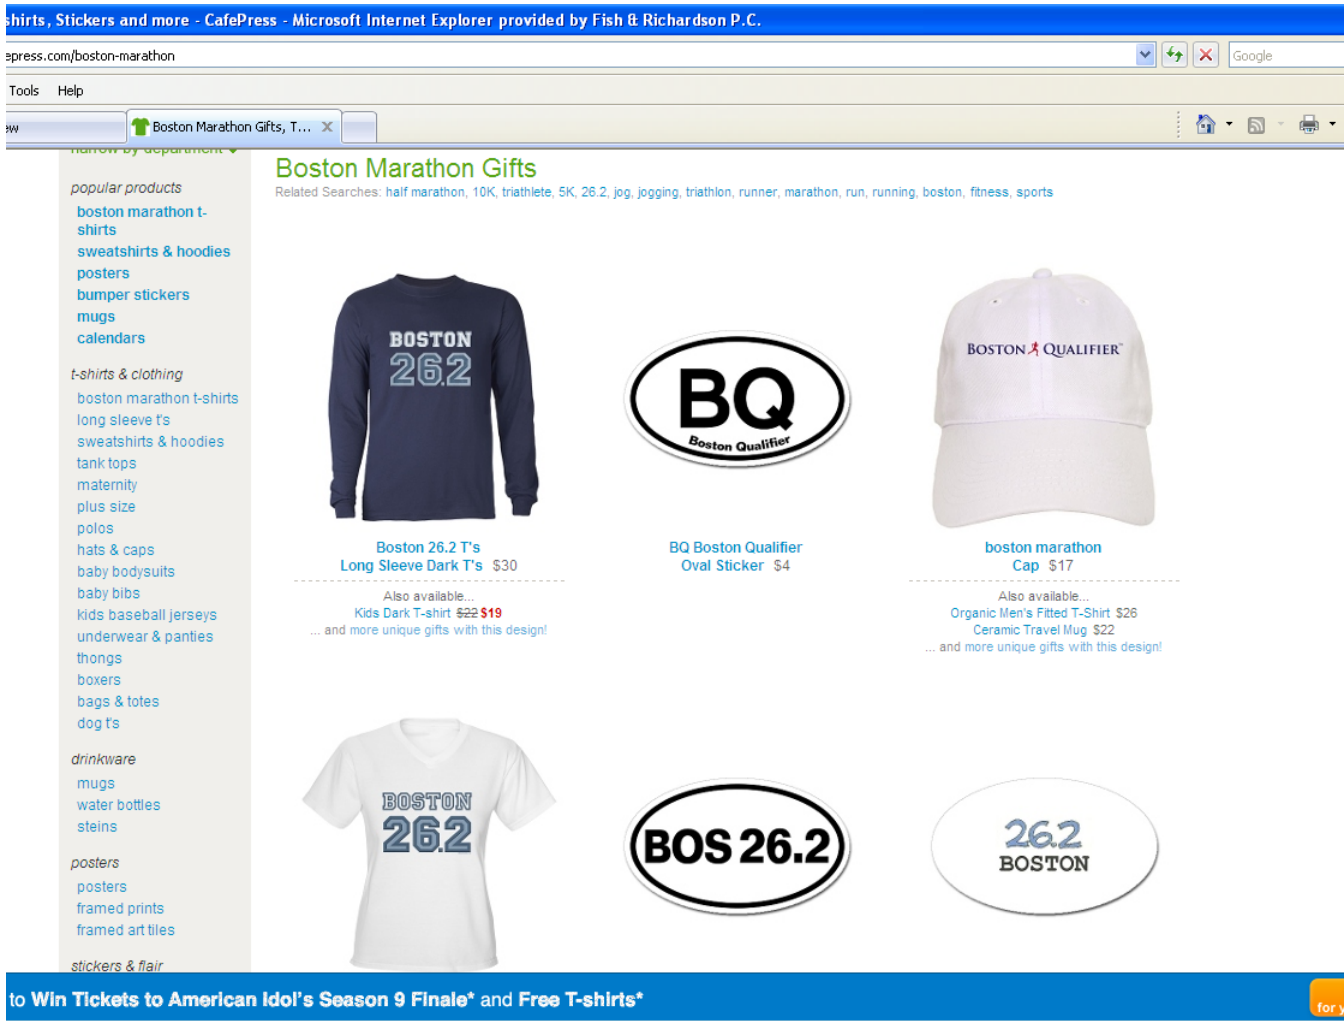 shirts, Stickers and more - CafePress - Microsoft Internet Explorer provided by Fish & Richardson P.C.
epress.com/boston-marathon
Google
Tools Help
ew
Boston Marathon Gifts, T... X
narrow by department
popular products
boston marathon t-
shirts
sweatshirts & hoodies
posters
bumper stickers
mugs
calendars
t-shirts & clothing
boston marathon t-shirts
long sleeve t's
sweatshirts & hoodies
tank tops
maternity
plus size
polos
hats & caps
baby bodysuits
baby bibs
kids baseball jerseys
underwear & panties
thongs
boxers
bags & totes
dog t's
drinkware
mugs
water bottles
steins
posters
posters
framed prints
framed art tiles
stickers & flair
Boston Marathon Gifts
Related Searches: half marathon, 10K, triathlete, 5K, 26.2, jog, jogging, triathlon, runner, marathon, run, running, boston, fitness, sports
BOSTON
26.2
BQ
Boston Qualifier
BOSTON QUALIFIER™
Boston 26.2 T's
Long Sleeve Dark T's $30
Also available...
Kids Dark T-shirt $22 $19
... and more unique gifts with this design!
BQ Boston Qualifier
Oval Sticker $4
boston marathon
Cap $17
Also available...
Organic Men's Fitted T-Shirt $26
Ceramic Travel Mug $22
... and more unique gifts with this design!
BOSTON
26.2
BOS 26.2
26.2
BOSTON
to Win Tickets to American Idol's Season 9 Finale* and Free T-shirts*
for y